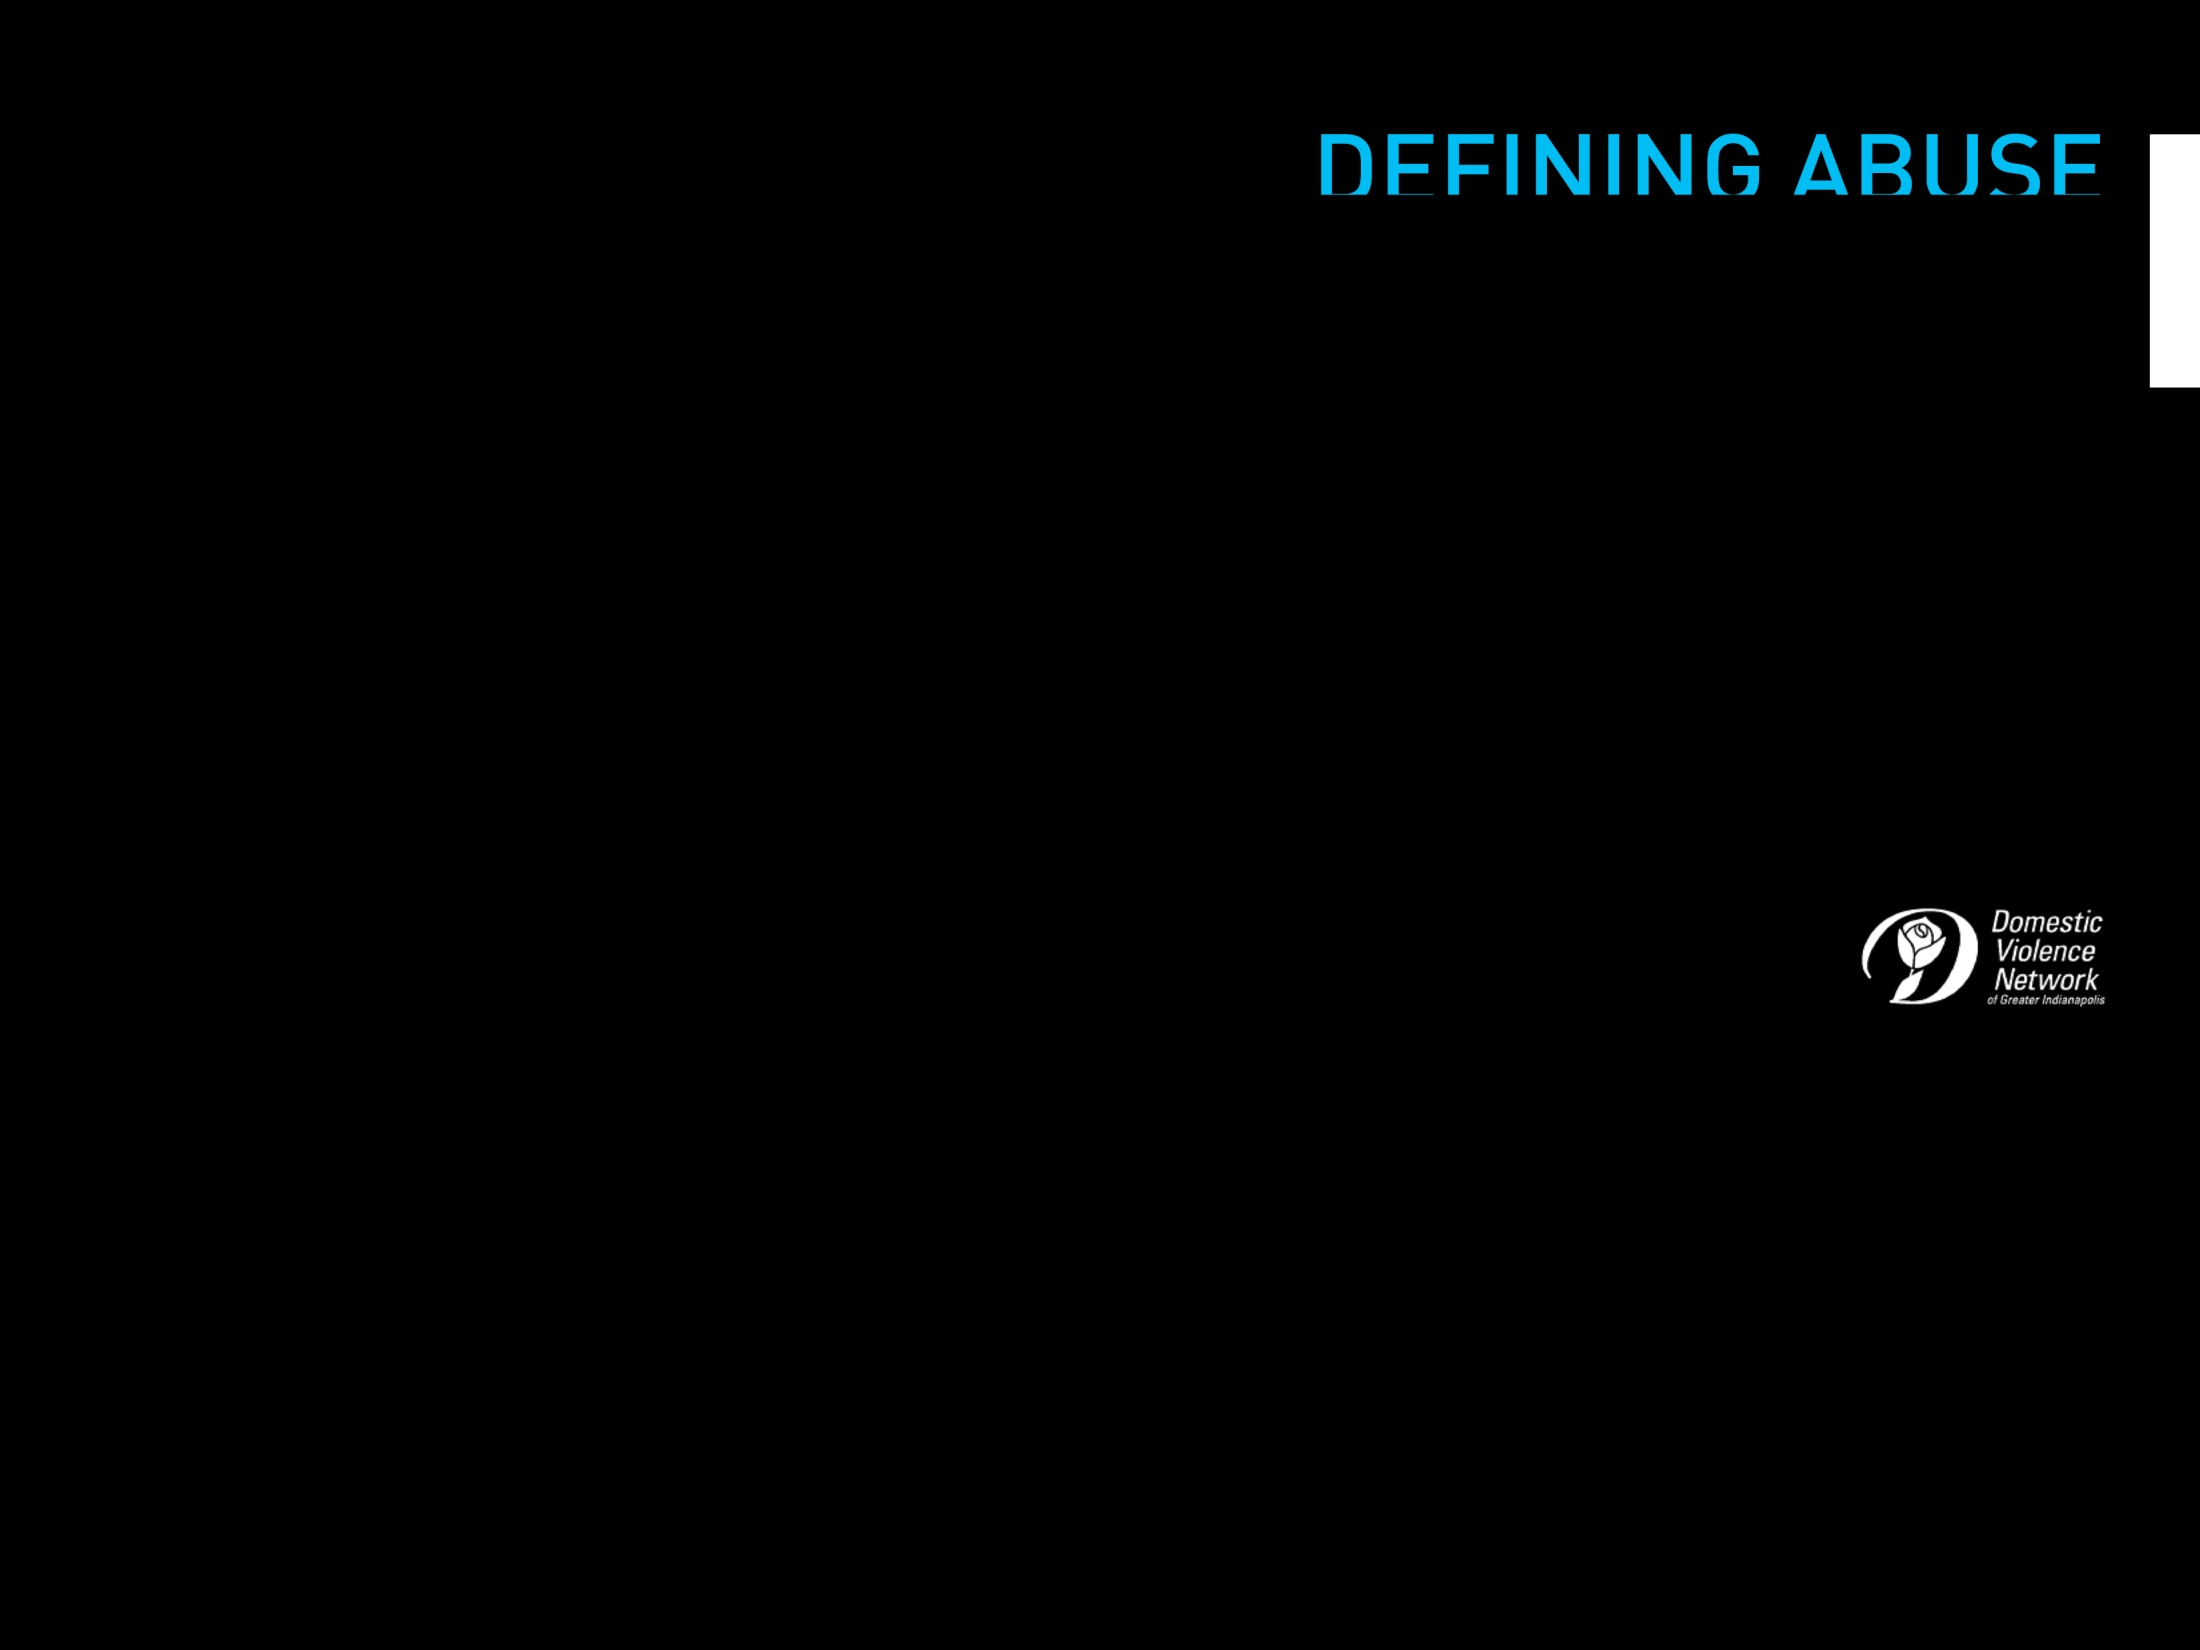 DEFINING ABUSE
Domestic
Violence
Network
of Greater Indianapolis